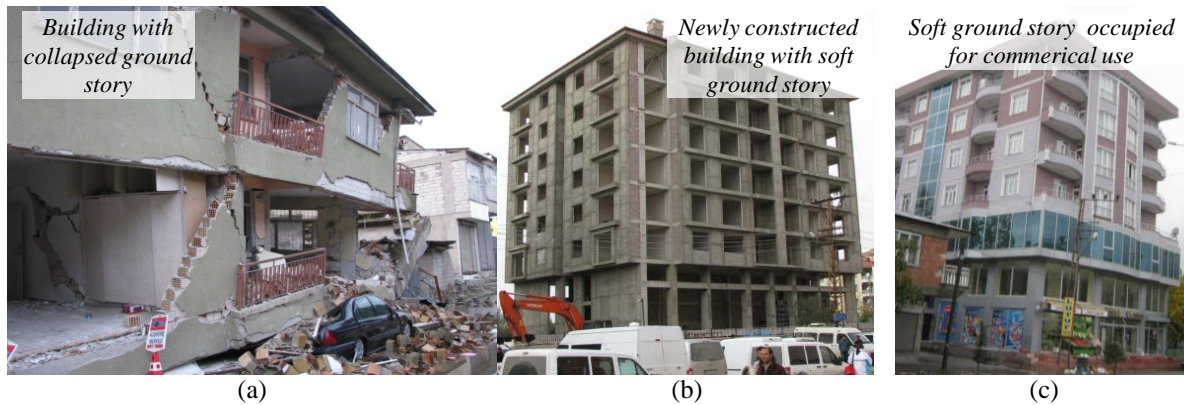 Building with
collapsed ground
story
Newly constructed
building with soft
ground story
Soft ground story occupied
for commerical use
HITACHI
(a)
(b)
(c)